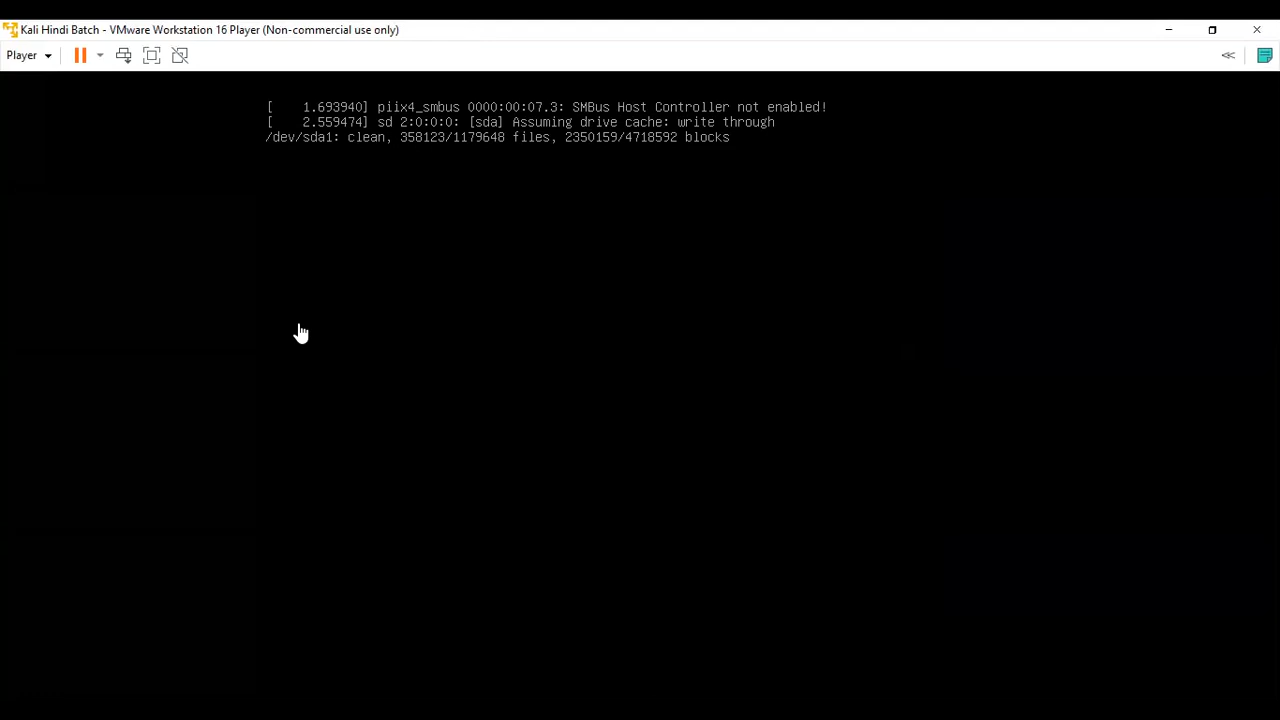 Kali Hindi Batch - VMware Workstation 16 Player (Non-commercial use only)
Player
[    1.693940] piix4_smbus 0000:00:07.3: SMBus Host Controller not enabled!
[    2.559474] sd 2:0:0:0: [sda] Assuming drive cache: write through
/dev/sda1: clean, 358123/1179648 files, 2350159/4718592 blocks